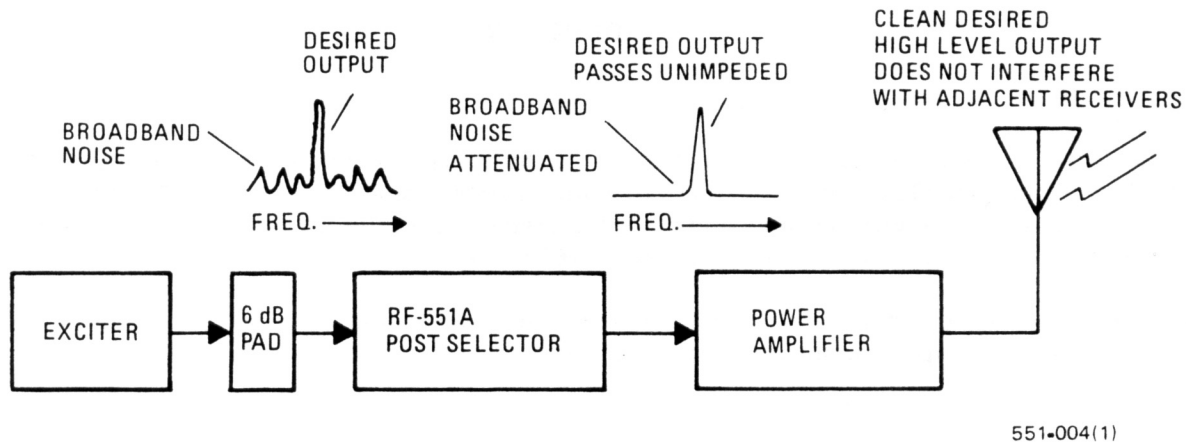 DESIRED
OUTPUT
BROADBAND
NOISE
FREQ.
DESIRED OUTPUT
PASSES UNIMPEDED
BROADBAND
NOISE
ATTENUATED
FREQ.
CLEAN DESIRED
HIGH LEVEL OUTPUT
DOES NOT INTERFERE
WITH ADJACENT RECEIVERS
EXCITER
6 dB
PAD
RF-551A
POST SELECTOR
POWER
AMPLIFIER
551-004(1)